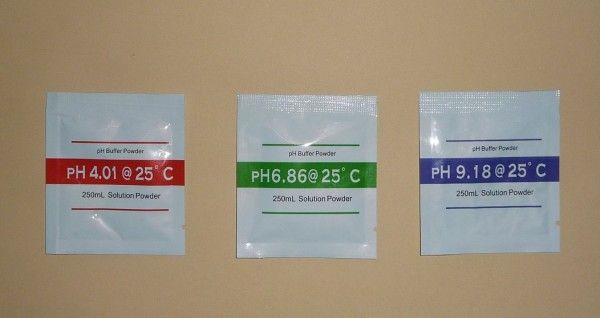 pH Buffer Powder
pH 4.01 @ 25°C
250mL Solution Powder
pH Buffer Powder
pH6.86@ 25°C
250mL Solution Powder
pH Buffer Powder
pH 9.18@ 25°C
250mL Solution Powder